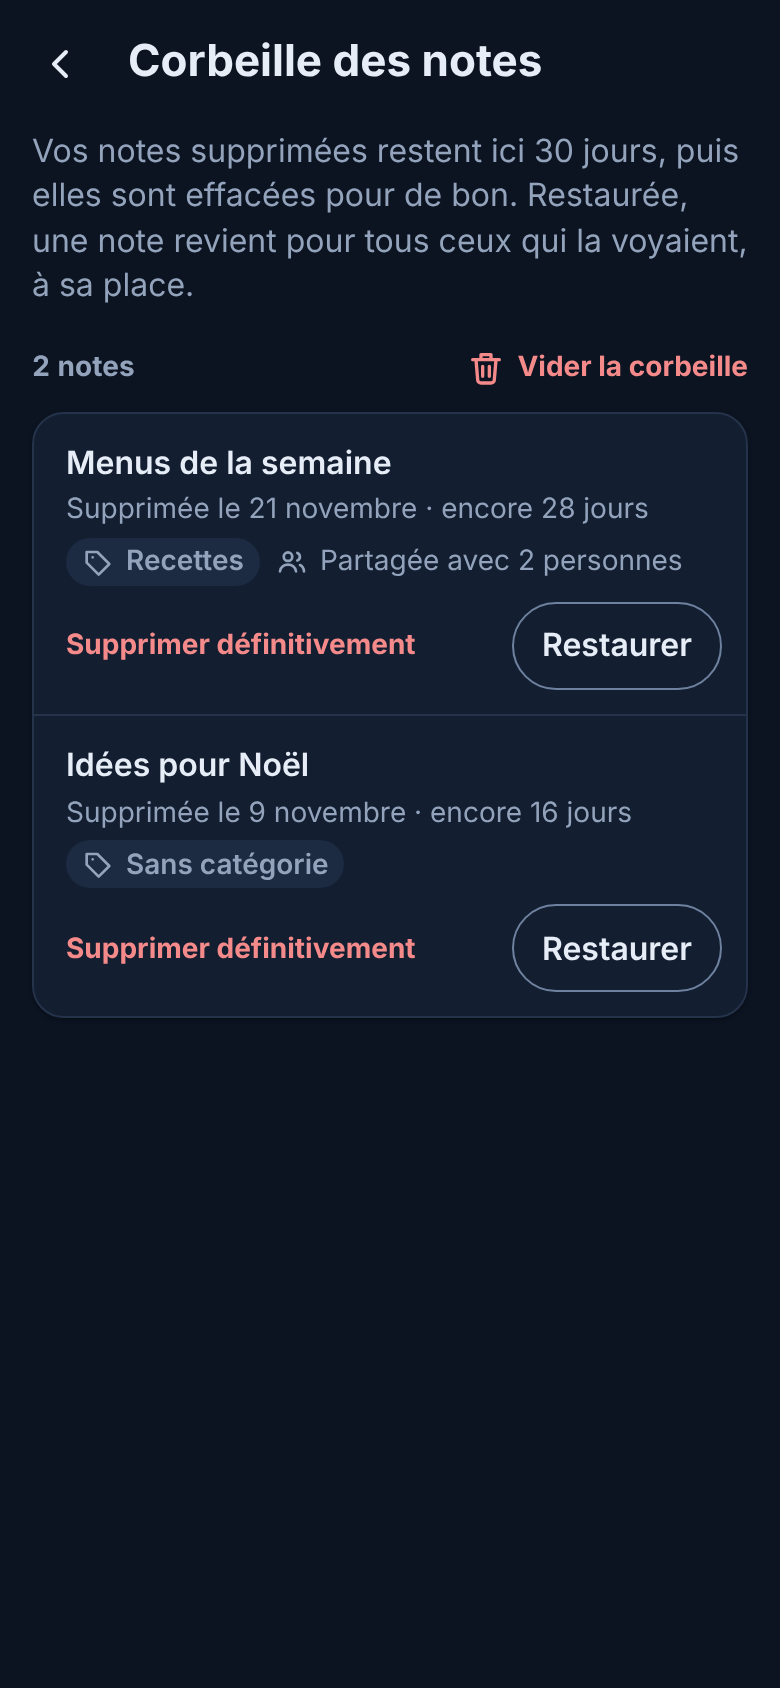 Corbeille des notes
Vos notes supprimées restent ici 30 jours, puis
elles sont effacées pour de bon. Restaurée,
une note revient pour tous ceux qui la voyaient,
à sa place.
2 notes
Vider la corbeille
Menus de la semaine
Supprimée le 21 novembre · encore 28 jours
Recettes
Partagée avec 2 personnes
Supprimer définitivement
Restaurer
Idées pour Noël
Supprimée le 9 novembre · encore 16 jours
Sans catégorie
Supprimer définitivement
Restaurer